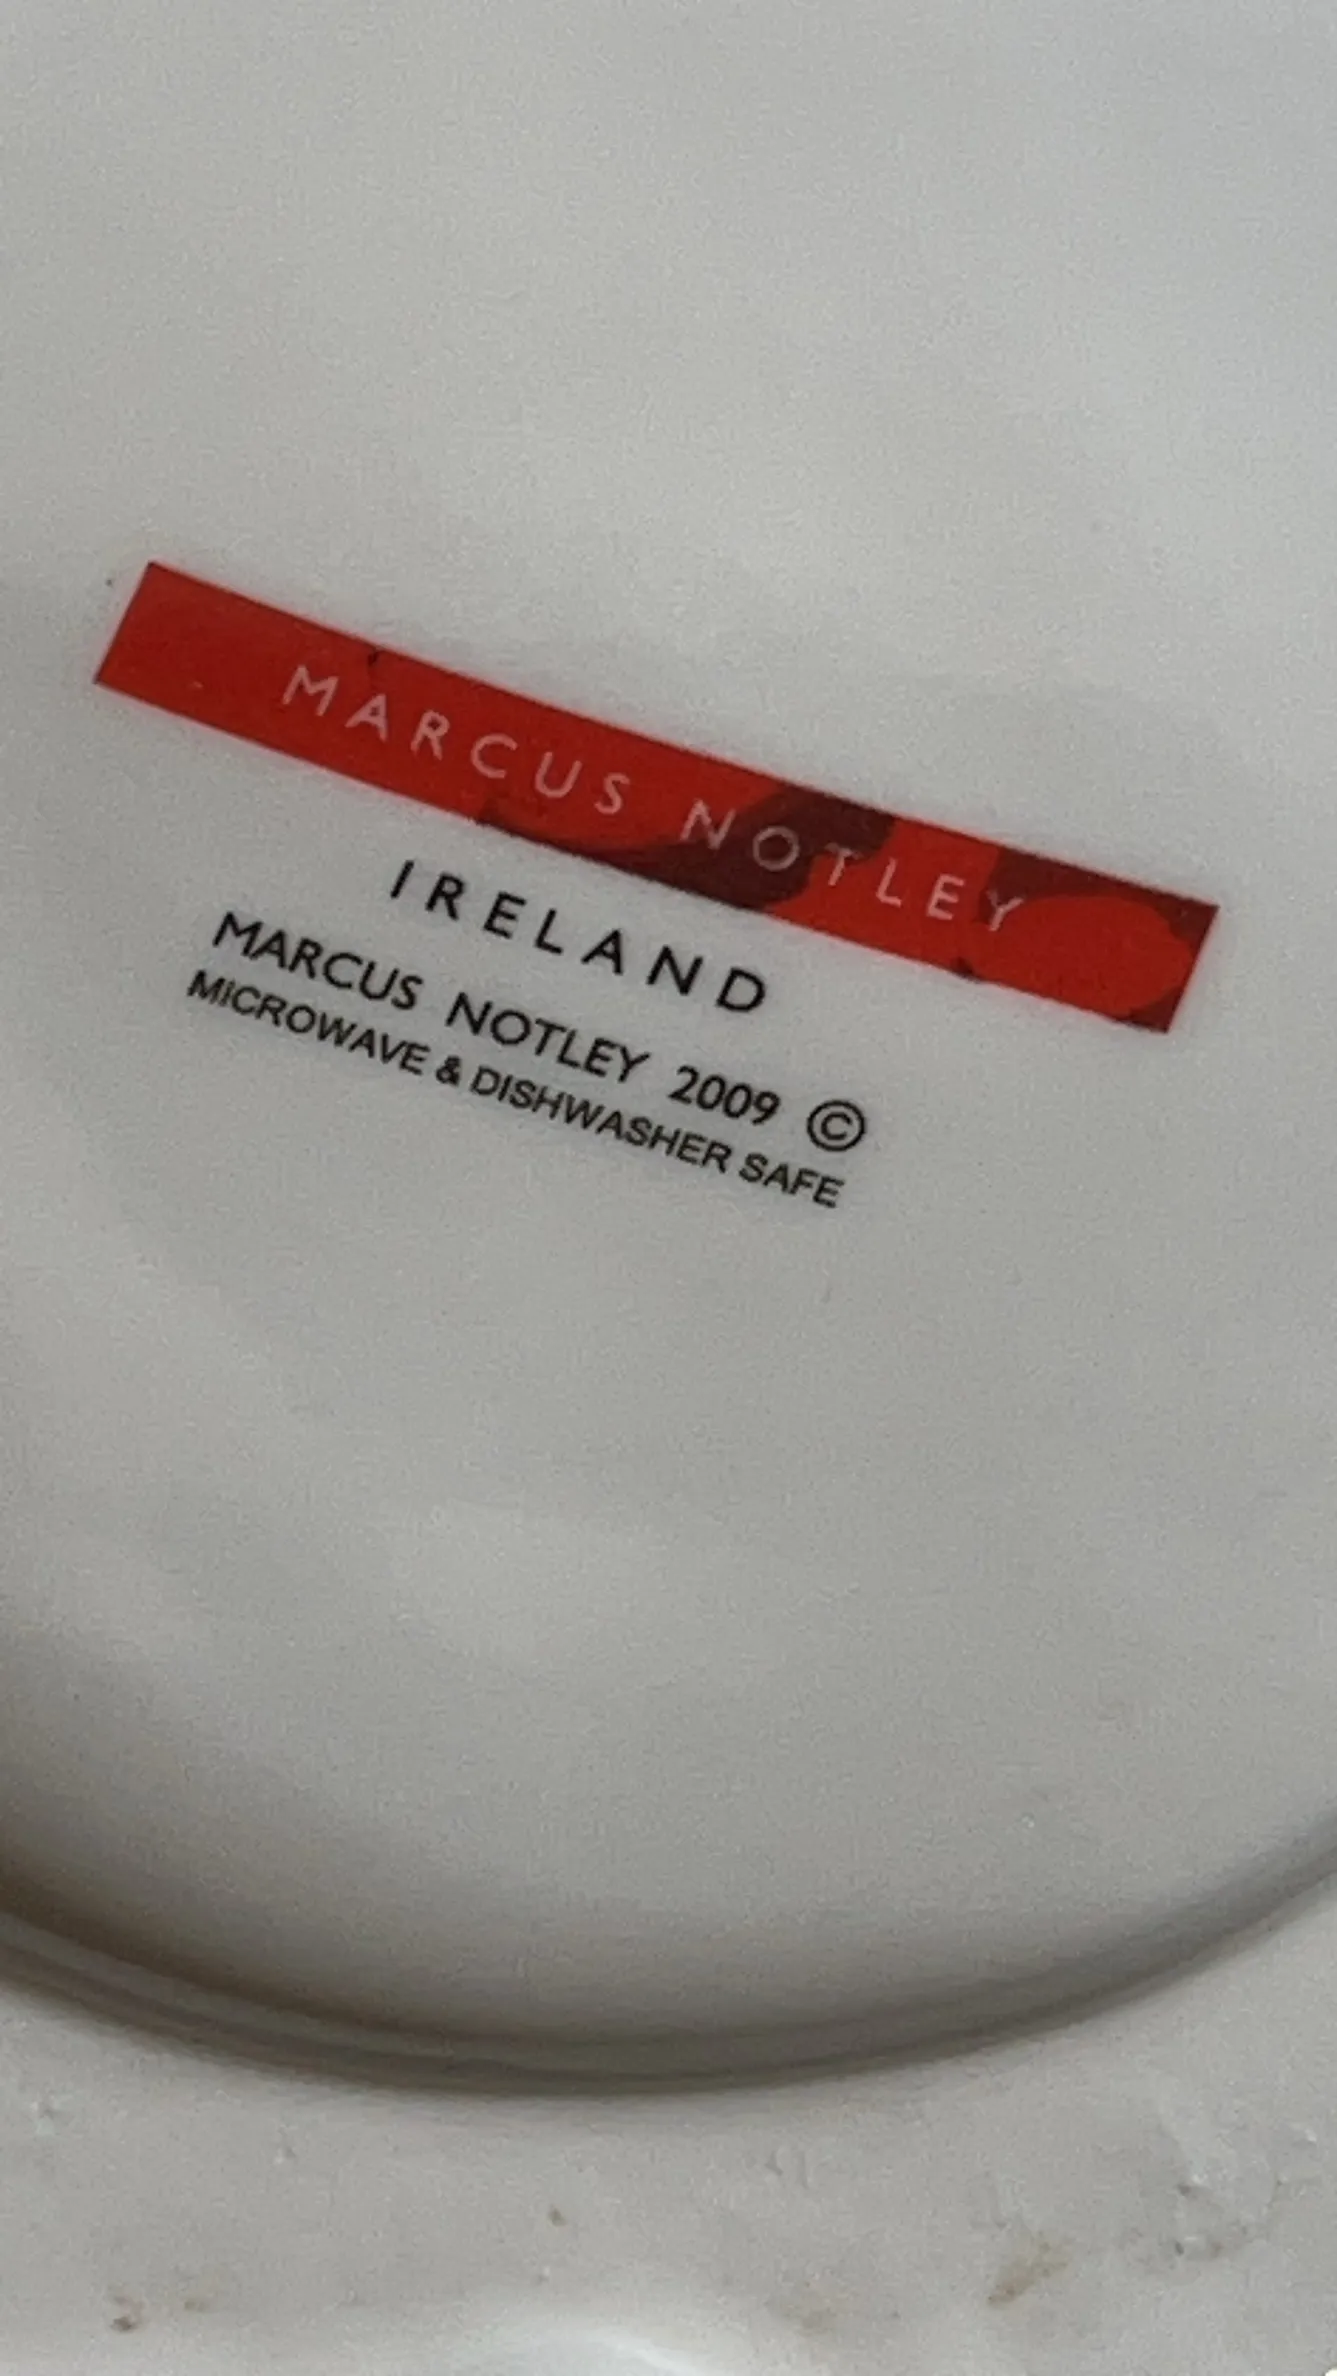 MARCUS NOTLEY
IRELAND
MARCUS NOTLEY 2009 ©
MICROWAVE & DISHWASHER SAFE